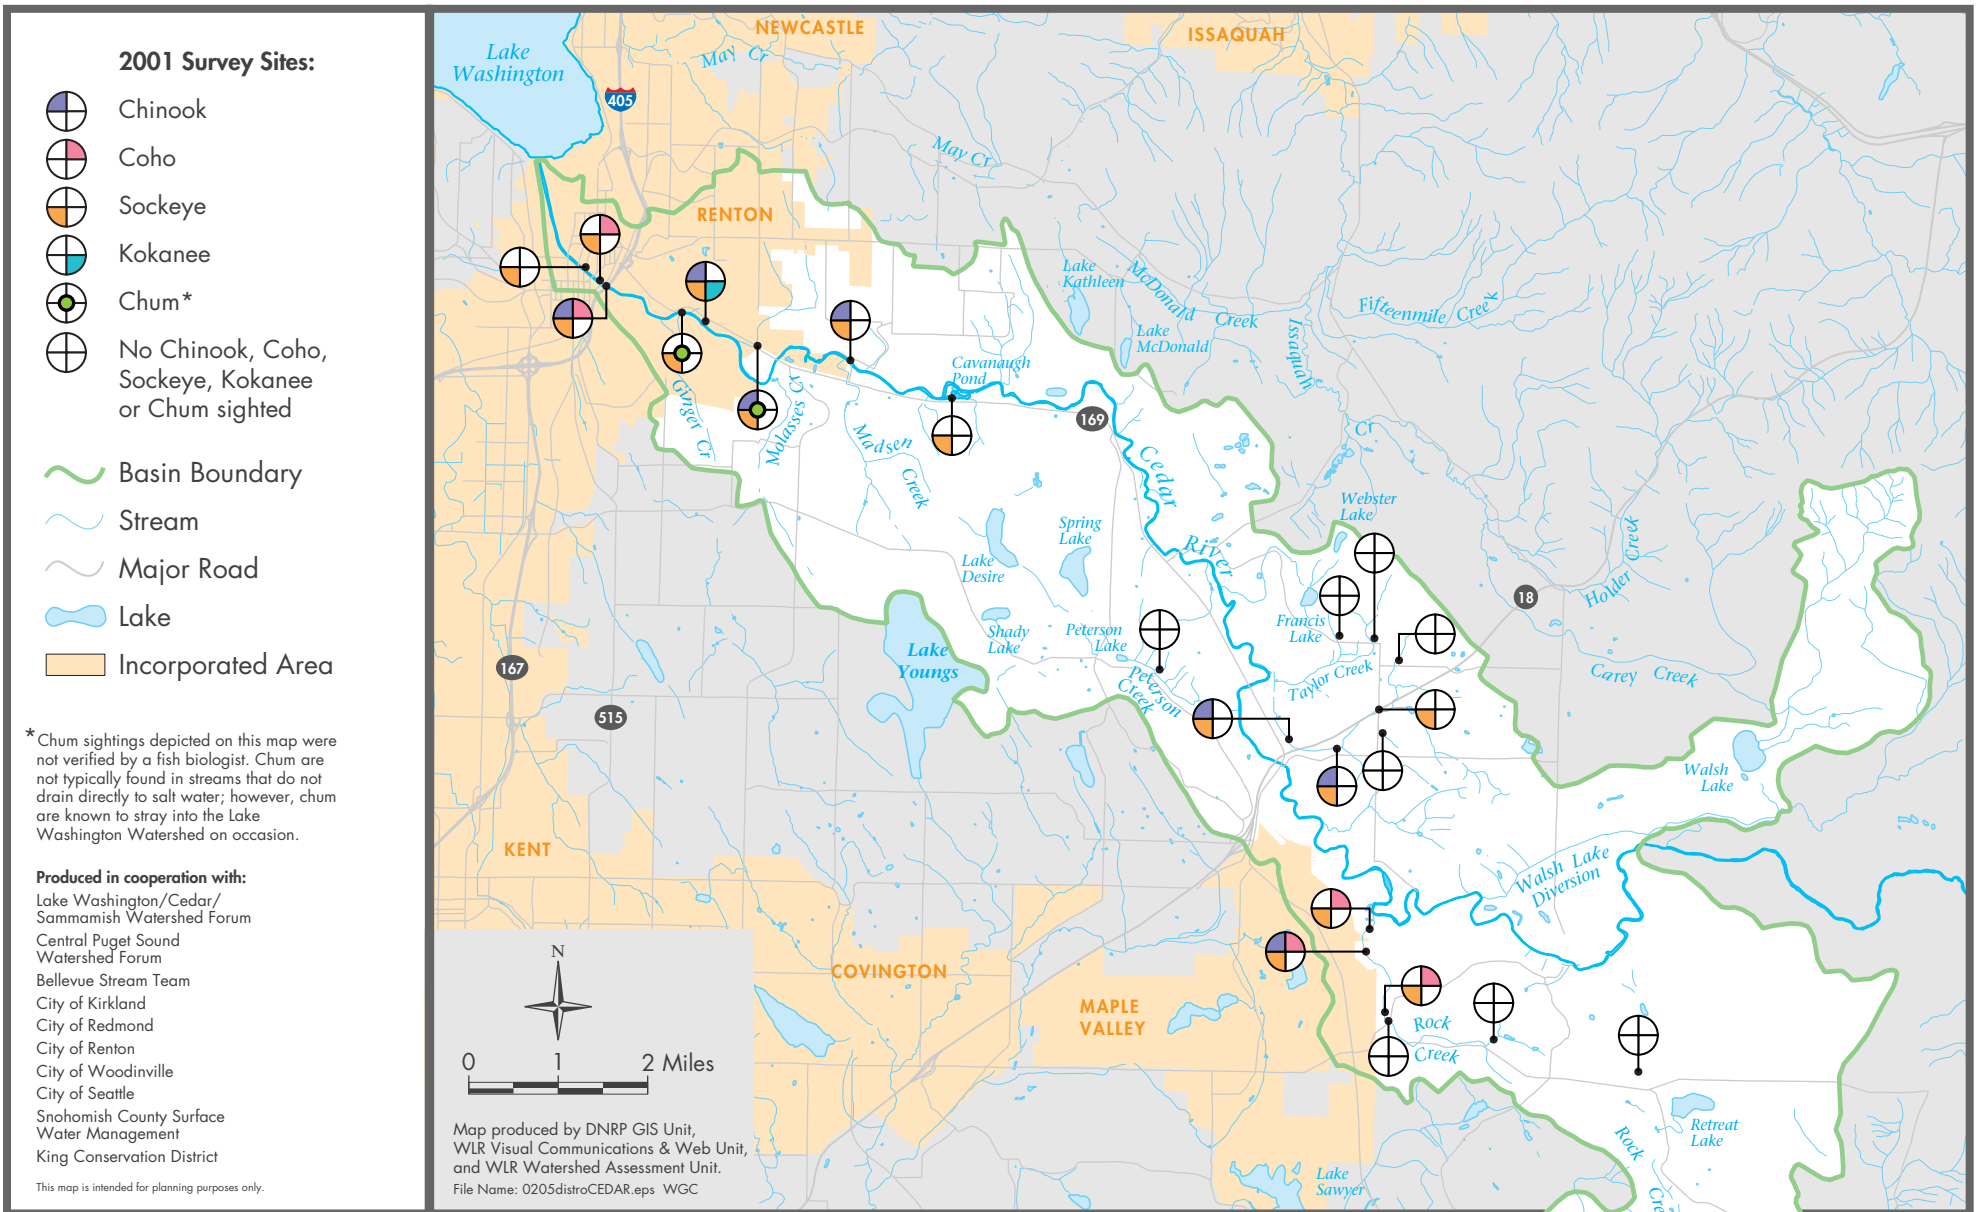 2001 Survey Sites:
Chinook
Coho
Sockeye
Kokanee
Chum*
No Chinook, Coho,
Sockeye, Kokanee
or Chum sighted
Basin Boundary
Stream
Major Road
Lake
Incorporated Area
*Chum sightings depicted on this map were
not verified by a fish biologist. Chum are
not typically found in streams that do not
drain directly to salt water; however, chum
are known to stray into the Lake
Washington Watershed on occasion.
Produced in cooperation with:
Lake Washington/Cedar/
Sammamish Watershed Forum
Central Puget Sound
Watershed Forum
Bellevue Stream Team
City of Kirkland
City of Redmond
City of Renton
City of Woodinville
City of Seattle
Snohomish County Surface
Water Management
King Conservation District
This map is intended for planning purposes only.
Lake
Washington
NEWCASTLE
ISSAQUAH
May Cr
405
May Cr
RENTON
Lake
Kathleen
McDonald Creek
Lake
McDonald
Issaquah
Cr
Fifteenmile Creek
Cavanaugh
Pond
Ginger Cr
Molasses Cr
Madsen
Creek
169
Cedar
River
Webster
Lake
Spring
Lake
Lake
Desire
Shady
Lake
Peterson
Lake
Peterson
Creek
Francis
Lake
Taylor Creek
18
Holder Creek
Carey Creek
Lake
Youngs
167
515
Walsh
Lake
Walsh Lake
Diversion
KENT
COVINGTON
MAPLE
VALLEY
Rock
Creek
Retreat
Lake
Rock
Cre
Lake
Sawyer
N
0 1 2 Miles
Map produced by DNRP GIS Unit,
WLR Visual Communications & Web Unit,
and WLR Watershed Assessment Unit.
File Name: 0205distroCEDAR.eps WGC